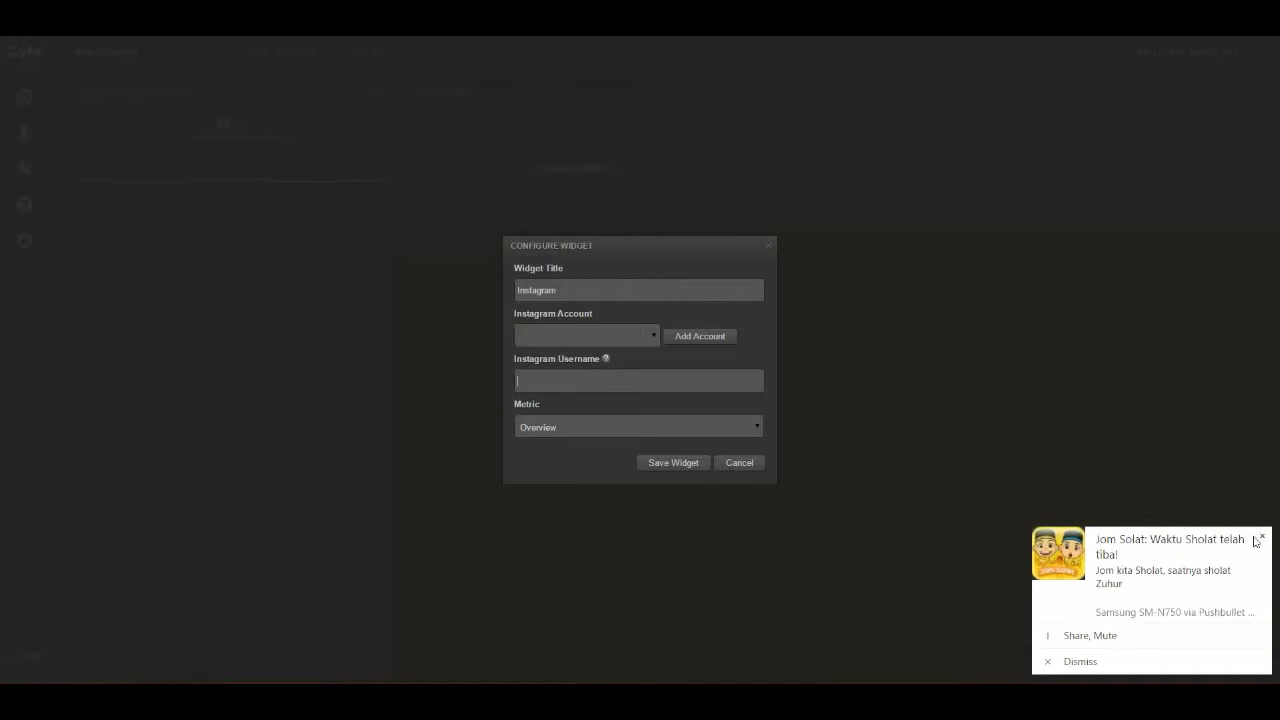 CONFIGURE WIDGET
Widget Title
Instagram
Instagram Account
Add Account
Instagram Username ?
Metric
Overview
Save Widget
Cancel
Jom Solat: Waktu Sholat telah
tiba!
Jom kita Sholat, saatnya sholat
Zuhur
Samsung SM-N750 via Pushbullet ...
Share, Mute
Dismiss